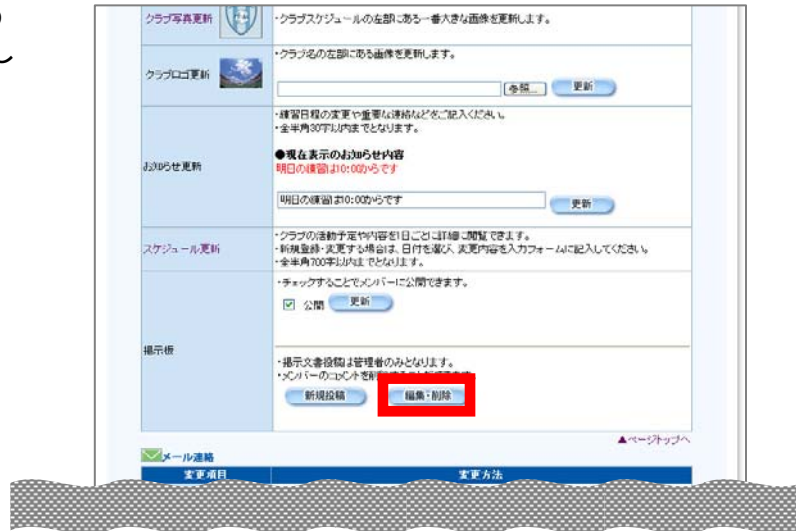 クラブ写真更新
・クラブスケジュールの左部にある一番大きな画像を更新します。
クラブロゴ更新
・クラブ名の左部にある画像を更新します。
参照...
更新
お知らせ更新
・練習日程の変更や重要な連絡などをご記入ください。
・全半角30字以内までとなります。
●現在表示のお知らせ内容
明日の練習は10:00からです
明日の練習は10:00からです
更新
スケジュール更新
・クラブの活動予定や内容を1日ごとに詳細に閲覧できます。
・新規登録・変更する場合は、日付を選び、変更内容を入力フォームに記入してください。
・全半角700字以内までとなります。
掲示板
・チェックすることでメンバーに公開できます。
公開
更新
・掲示文書投稿は管理者のみとなります。
・メンバーのコメントを削除
新規投稿
編集・削除
▲ページトップへ
メール連絡
変更項目
変更方法